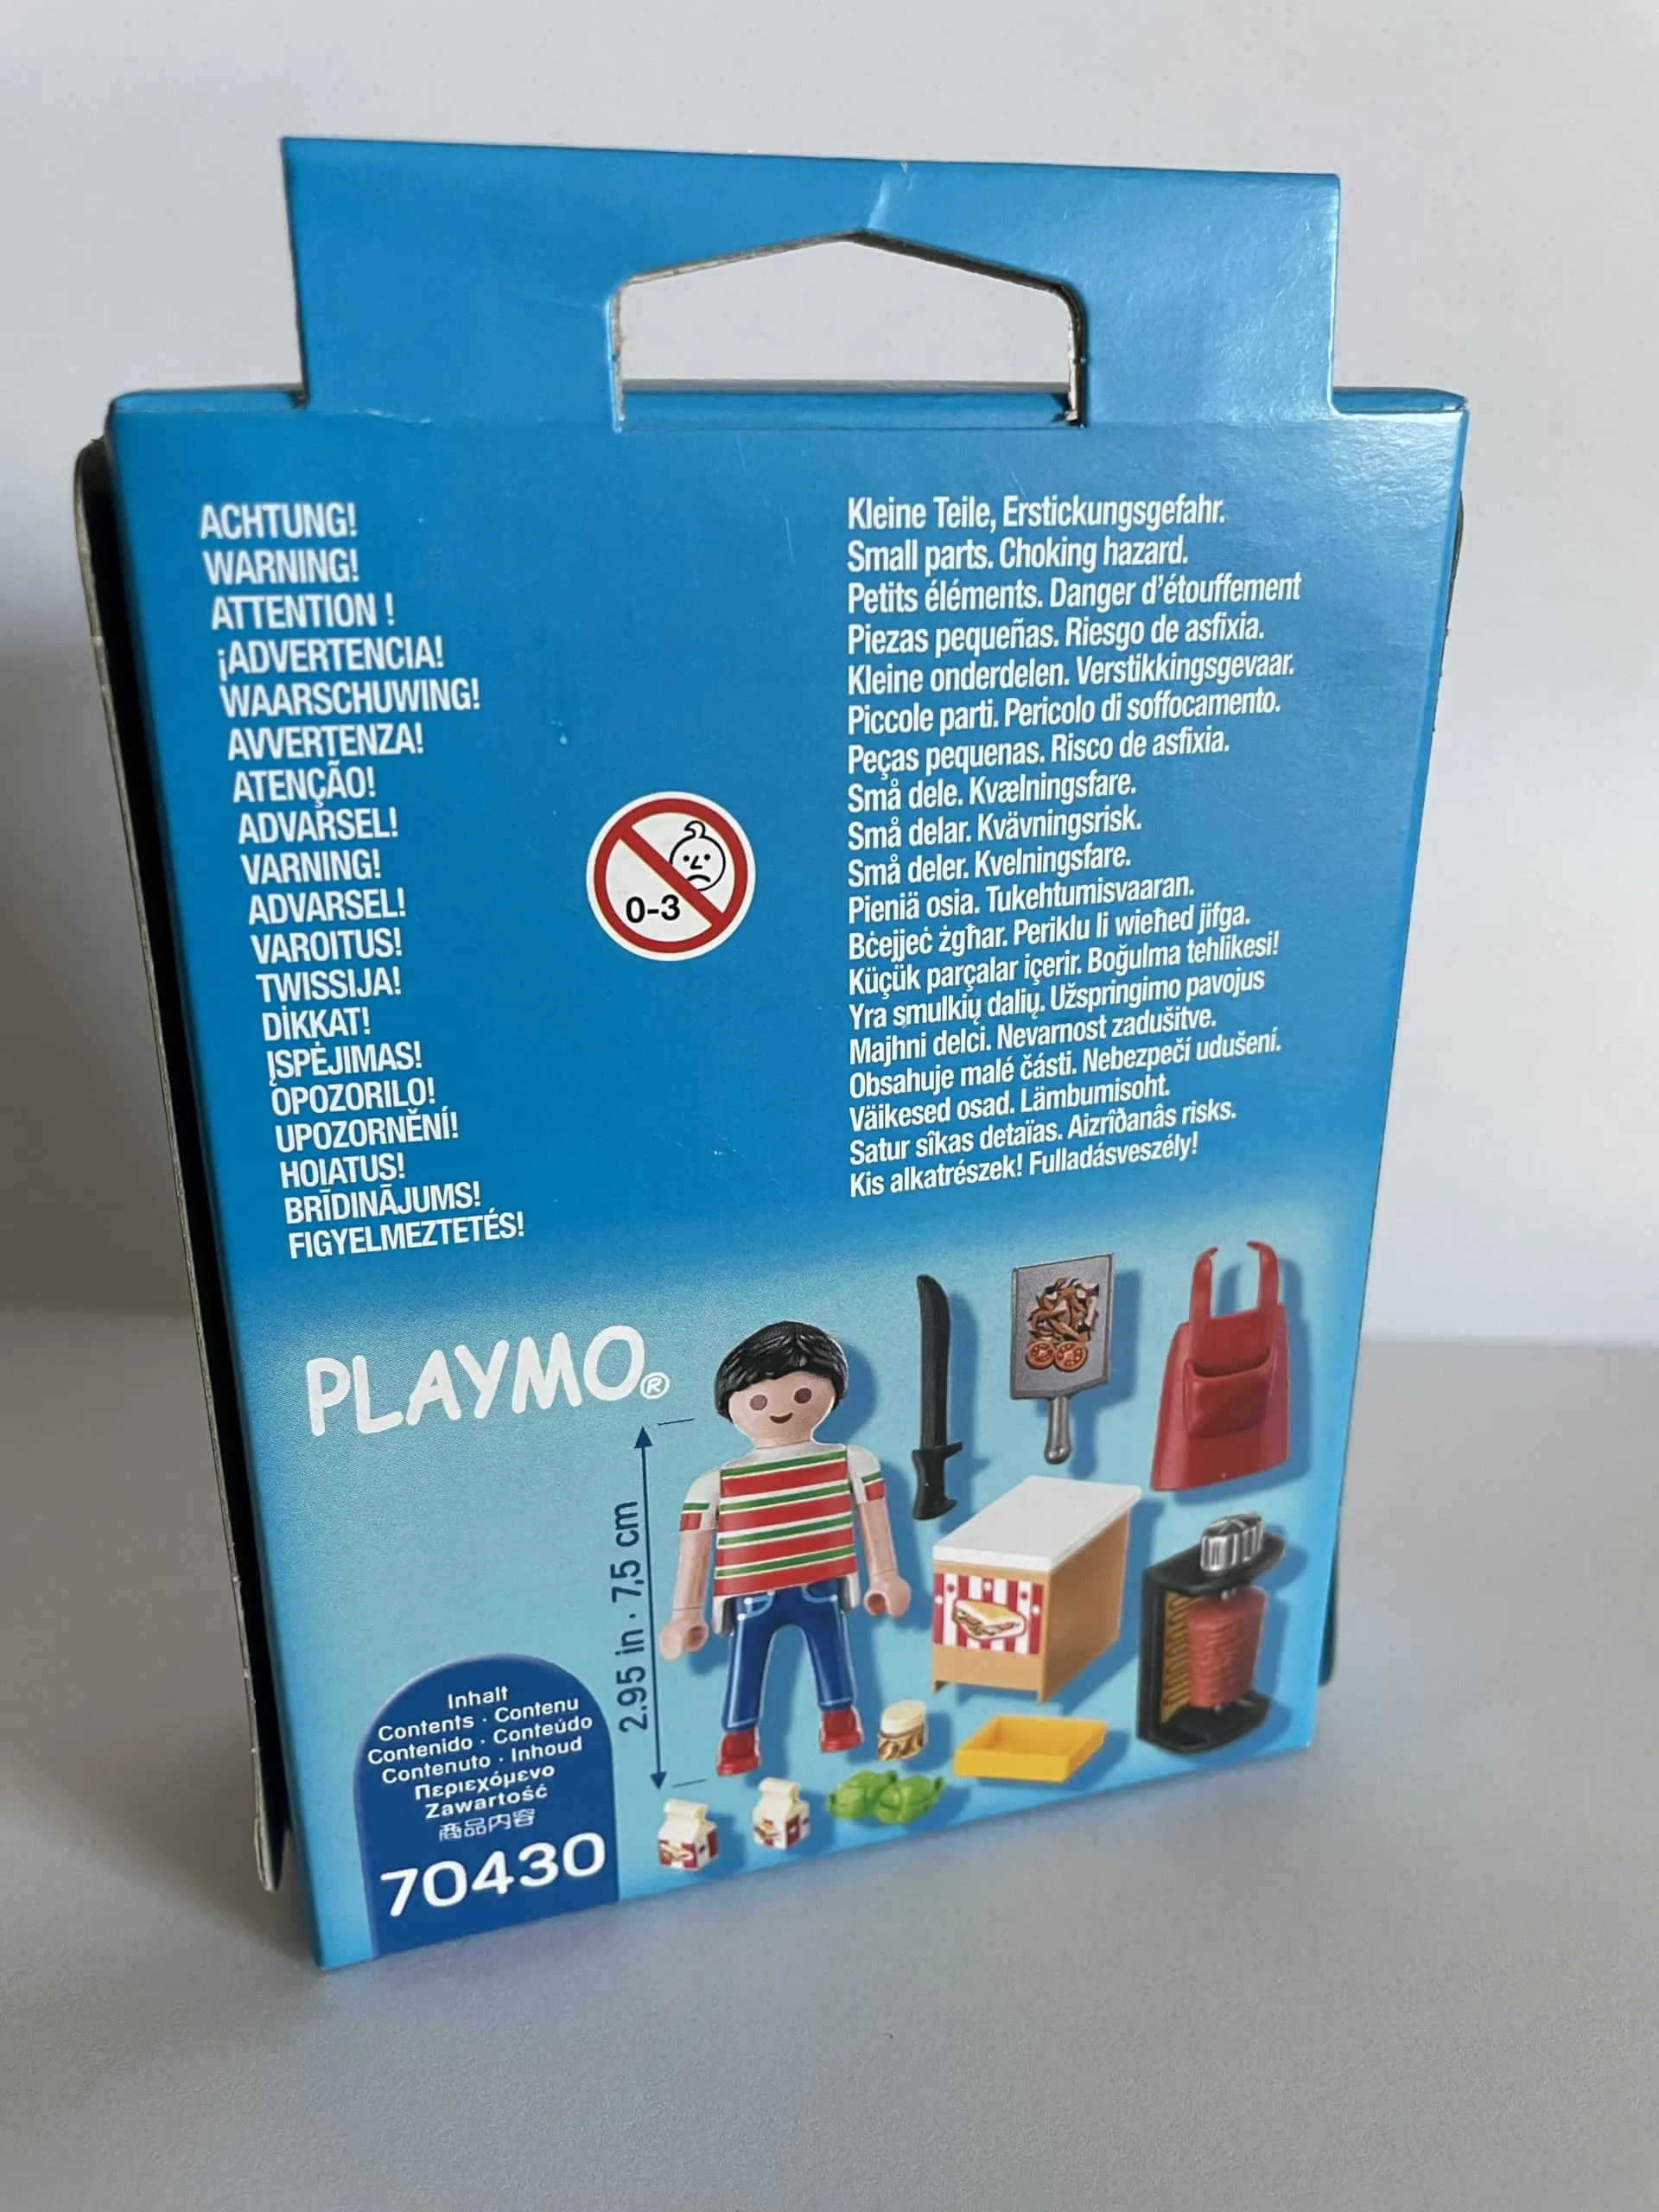 ACHTUNG!
WARNING!
ATTENTION !
¡ADVERTENCIA!
WAARSCHUWING!
AVVERTENZA!
ATENÇÃO!
ADVARSEL!
VARNING!
ADVARSEL!
VAROITUS!
TWISSIJA!
DİKKAT!
ĮSPĖJIMAS!
OPOZORILO!
UPOZORNĚNÍ!
HOIATUS!
BRĪDINĀJUMS!
FIGYELMEZTETÉS!
0-3
Kleine Teile, Erstickungsgefahr.
Small parts. Choking hazard.
Petits éléments. Danger d'étouffement
Piezas pequeñas. Riesgo de asfixia.
Kleine onderdelen. Verstikkingsgevaar.
Piccole parti. Pericolo di soffocamento.
Peças pequenas. Risco de asfixia.
Små dele. Kvælningsfare.
Små delar. Kvävningsrisk.
Små deler. Kvelningsfare.
Pieniä osia. Tukehtumisvaaran.
Bċejjeċ żgħar. Periklu li wieħed jifga.
Küçük parçalar içerir. Boğulma tehlikesi!
Yra smulkių dalių. Užspringimo pavojus
Majhni delci. Nevarnost zadušitve.
Obsahuje malé části. Nebezpečí udušení.
Väikesed osad. Lämbumisoht.
Satur sîkas detaïas. Aizrîðanâs risks.
Kis alkatrészek! Fulladásveszély!
PLAYMO®
2.95 in · 7,5 cm
Inhalt
Contents · Contenu
Contenido · Conteúdo
Contenuto · Inhoud
Περιεχόμενο
Zawartość
商品内容
70430